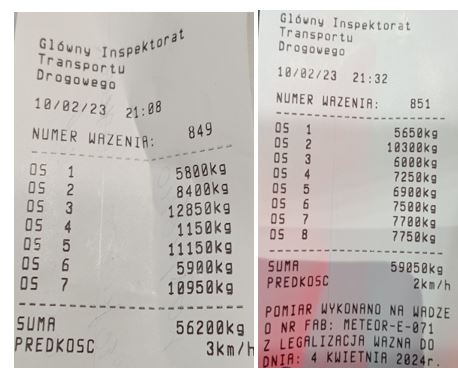 Główny Inspektorat
Transportu
Drogowego
10/02/23 21:08
NUMER WAZENIA: 849
OS 1 5800kg
OS 2 8400kg
OS 3 12850kg
OS 4 1150kg
OS 5 11150kg
OS 6 5900kg
OS 7 10950kg
SUMA 56200kg
PREDKOSC 3km/h
Główny Inspektorat
Transportu
Drogowego
10/02/23 21:32
NUMER WAZENIA: 851
OS 1 5650kg
OS 2 10300kg
OS 3 6000kg
OS 4 7250kg
OS 5 6900kg
OS 6 7500kg
OS 7 7700kg
OS 8 7750kg
SUMA 59050kg
PREDKOSC 2km/h
POMIAR WYKONANO NA WADZE
O NR FAB: METEOR-E-071
Z LEGALIZACJA WAZNA DO
DNIA: 4 KWIETNIA 2024r.